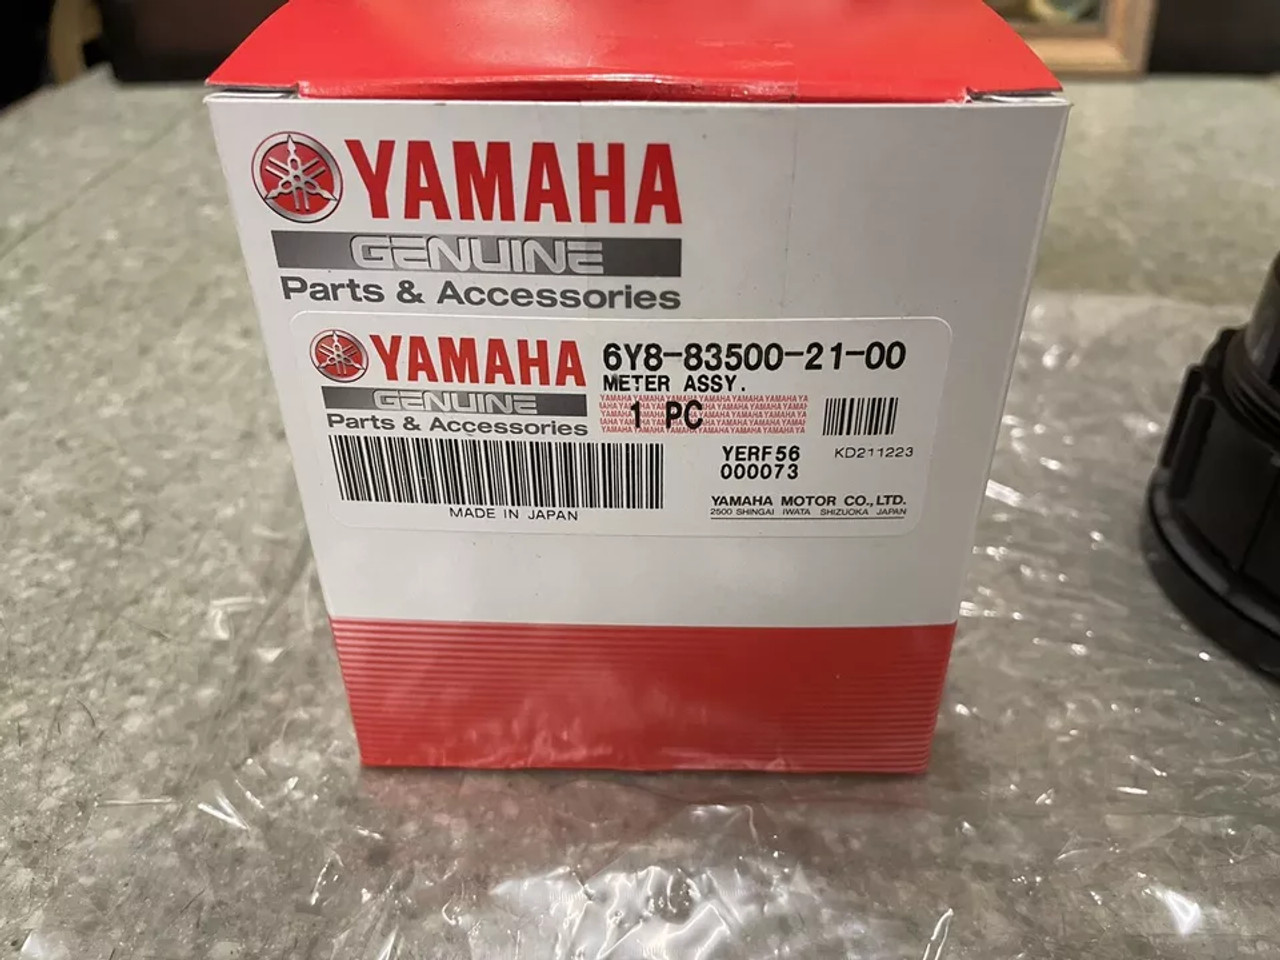 YAMAHA
GENUINE
Parts & Accessories
YAMAHA
GENUINE
Parts & Accessories
MADE IN JAPAN
6Y8-83500-21-00
METER ASSY.
1 PC
YERF56
000073
KD211223
YAMAHA MOTOR CO., LTD.
2500 SHINGAI IWATA SHIZUOKA JAPAN